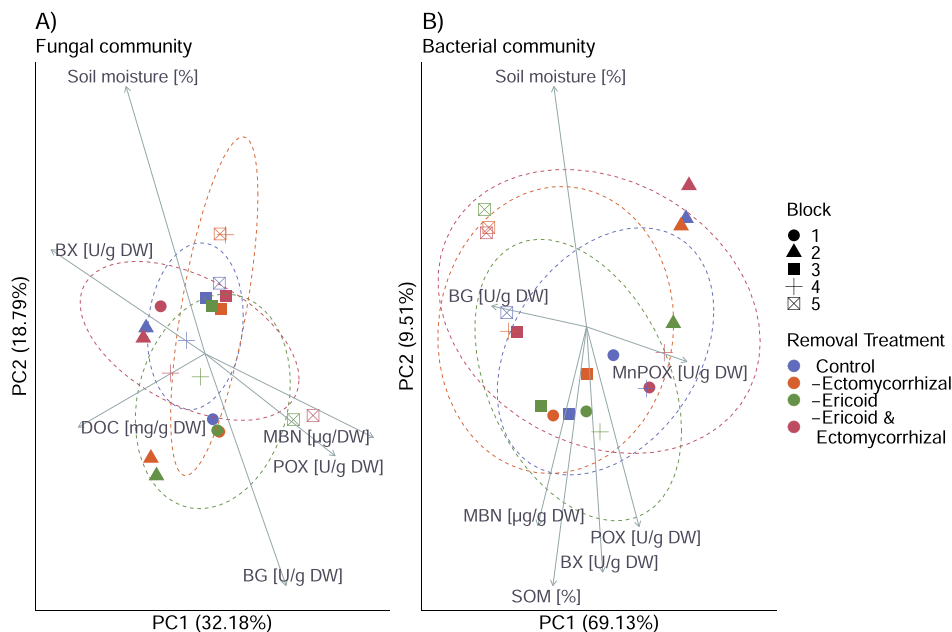 A)
Fungal community
Soil moisture [%]
BX [U/g DW]
DOC [mg/g DW]
MBN [µg/DW]
POX [U/g DW]
BG [U/g DW]
PC2 (18.79%)
PC1 (32.18%)
B)
Bacterial community
Soil moisture [%]
BG [U/g DW]
MnPOX [U/g DW]
MBN [µg/g DW]
POX [U/g DW]
BX [U/g DW]
SOM [%]
PC2 (9.51%)
PC1 (69.13%)
Block
1
2
3
4
5
Removal Treatment
Control
−Ectomycorrhizal
−Ericoid
−Ericoid &
Ectomycorrhizal